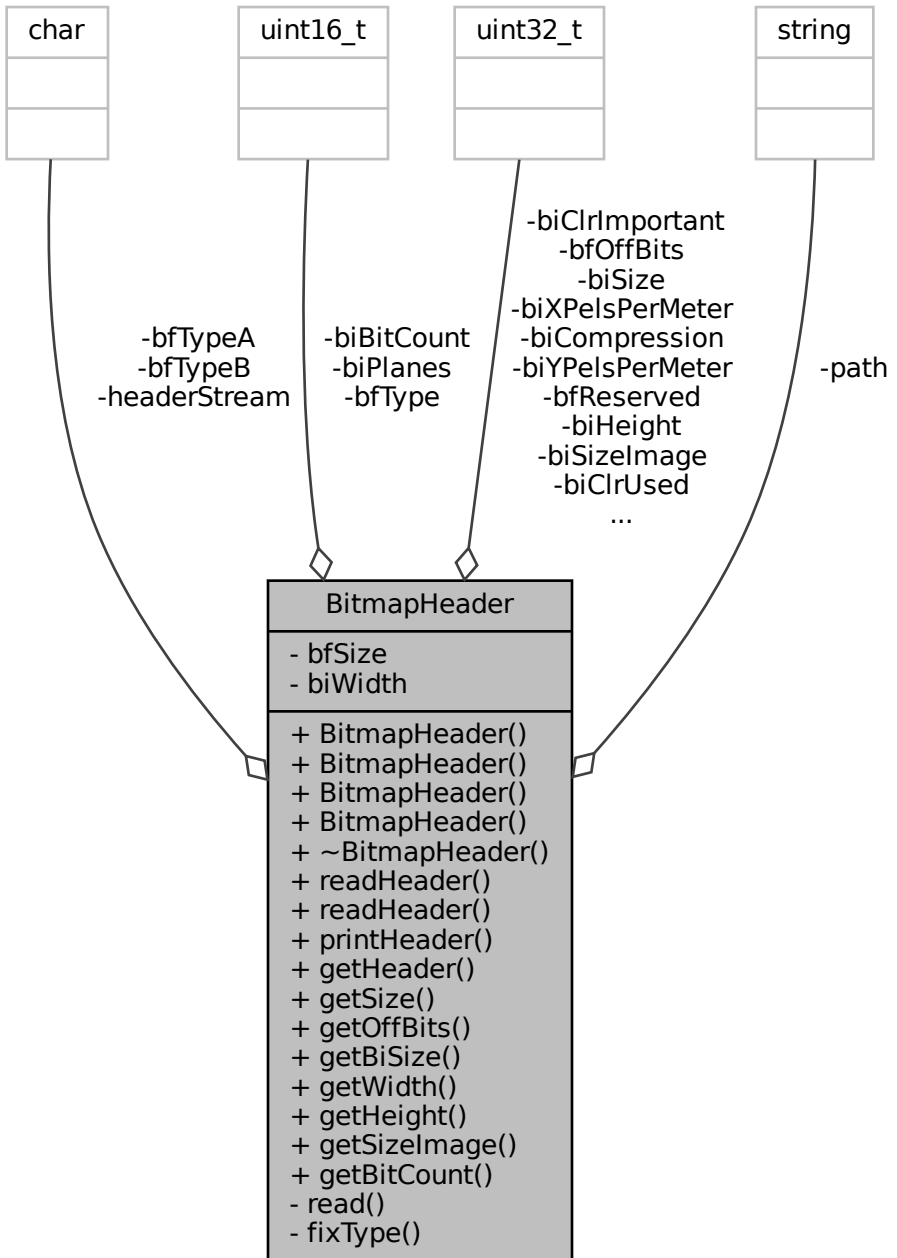 char
uint16_t
uint32_t
string
-bfTypeA
-bfTypeB
-headerStream
-biBitCount
-biPlanes
-bfType
-biClrImportant
-bfOffBits
-biSize
-biXPelsPerMeter
-biCompression
-biYPelsPerMeter
-bfReserved
-biHeight
-biSizeImage
-biClrUsed
...
-path
BitmapHeader
- bfSize
- biWidth
+ BitmapHeader()
+ BitmapHeader()
+ BitmapHeader()
+ BitmapHeader()
+ ~BitmapHeader()
+ readHeader()
+ readHeader()
+ printHeader()
+ getHeader()
+ getSize()
+ getOffBits()
+ getBiSize()
+ getWidth()
+ getHeight()
+ getSizeImage()
+ getBitCount()
- read()
- fixType()